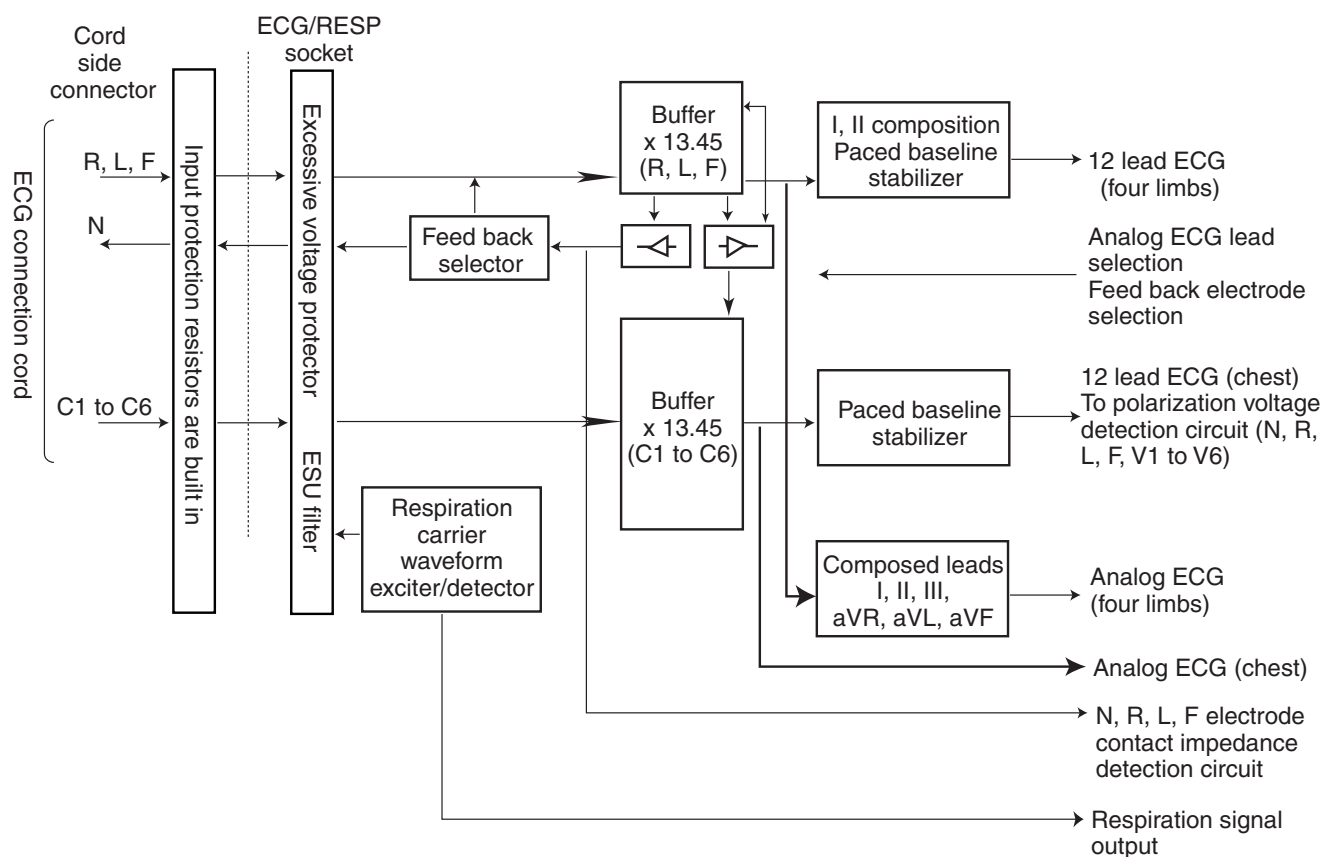 Cord
side
connector
ECG/RESP
socket
ECG connection cord
R, L, F
N
C1 to C6
Input protection resistors are built in
Excessive voltage protector
ESU filter
Feed back
selector
Respiration
carrier
waveform
exciter/detector
Buffer
x 13.45
(R, L, F)
Buffer
x 13.45
(C1 to C6)
I, II composition
Paced baseline
stabilizer
Paced baseline
stabilizer
Composed leads
I, II, III,
aVR, aVL, aVF
12 lead ECG
(four limbs)
Analog ECG lead
selection
Feed back electrode
selection
12 lead ECG (chest)
To polarization voltage
detection circuit (N, R,
L, F, V1 to V6)
Analog ECG
(four limbs)
Analog ECG (chest)
N, R, L, F electrode
contact impedance
detection circuit
Respiration signal
output